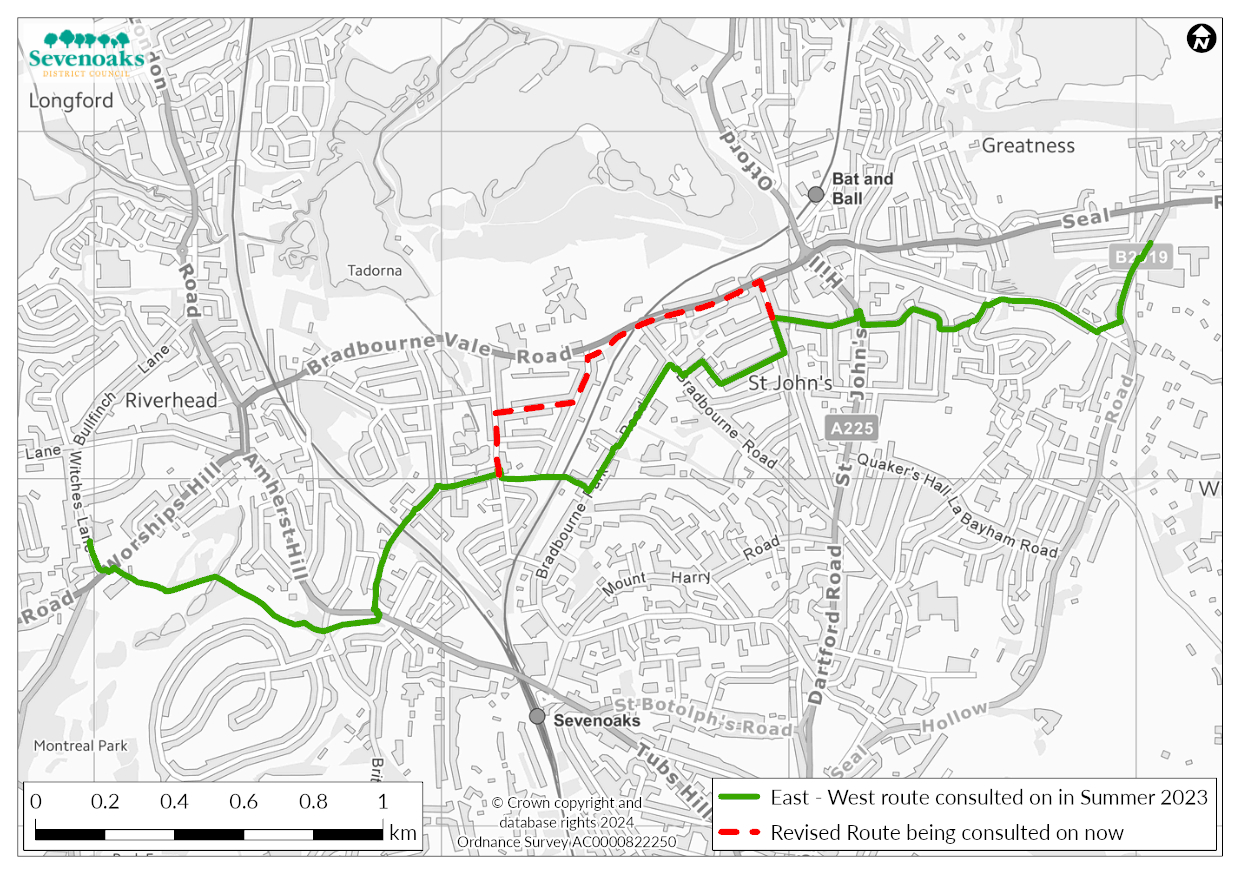 Sevenoaks
DISTRICT COUNCIL
Longford
Road
Otford
Greatness
Bat and
Ball
Seal
B2019
Tadorna
Hill
Bradbourne Vale Road
Lane
Riverhead
Bullfinch
Lane
Witches Lane
Worships Hill
Road
Amherst Hill
St John's
Bradbourne Road
St John's
A225
Road
Quaker's Hall La
Bayham Road
Bradbourne Park Road
Mount Harry Road
Dartford Road
St Botolph's Road
Sevenoaks
Tubs Hill
Seal Hollow
Montreal Park
0 0.2 0.4 0.6 0.8 1
km
© Crown copyright and
database rights 2024
Ordnance Survey AC0000822250
East - West route consulted on in Summer 2023
Revised Route being consulted on now